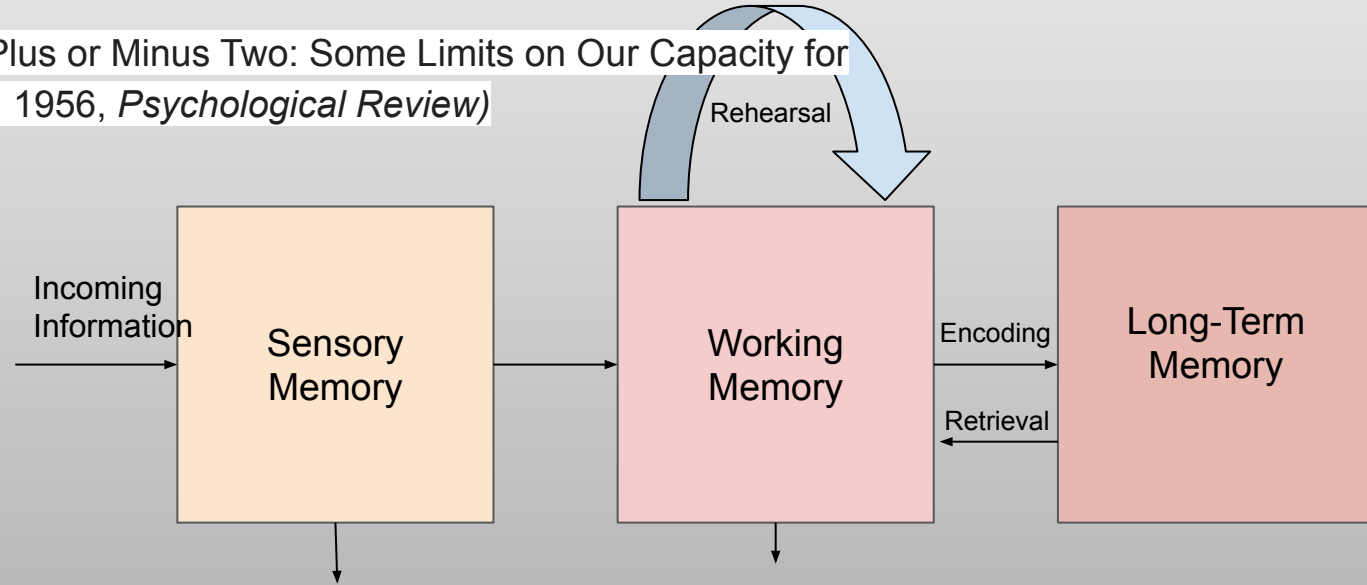 Plus or Minus Two: Some Limits on Our Capacity for
1956, Psychological Review)
Rehearsal
Incoming
Information
Sensory
Memory
Working
Memory
Encoding
Retrieval
Long-Term
Memory